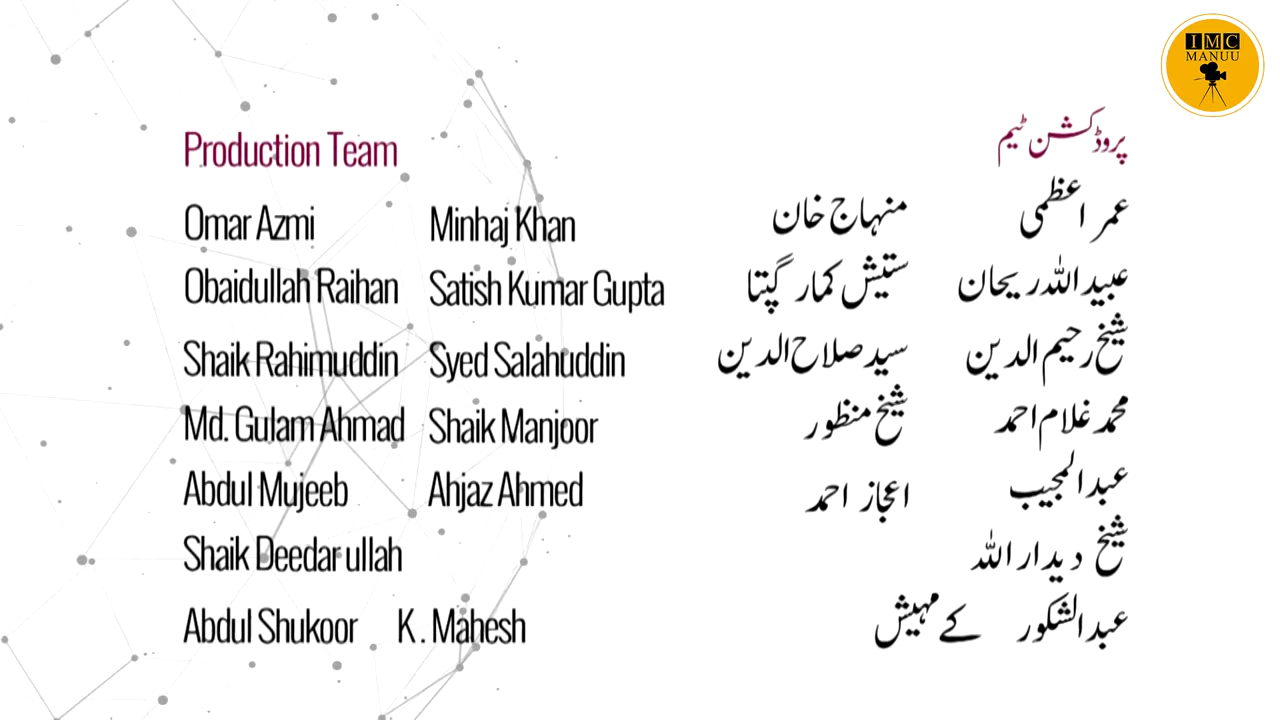 IMC
MANUU
Production Team
پروڈکشن ٹیم
Omar Azmi Minhaj Khan
عمر اعظمی منہاج خان
Obaidullah Raihan Satish Kumar Gupta
عبید اللہ ریحان ستیش کمار گپتا
Shaik Rahimuddin Syed Salahuddin
شیخ رحیم الدین سید صلاح الدین
Md. Gulam Ahmad Shaik Manjoor
محمد غلام احمد شیخ منظور
Abdul Mujeeb Ahjaz Ahmed
عبدالمجیب اعجاز احمد
Shaik Deedar ullah
شیخ دیدار اللہ
Abdul Shukoor K. Mahesh
عبدالشکور کے مہیش